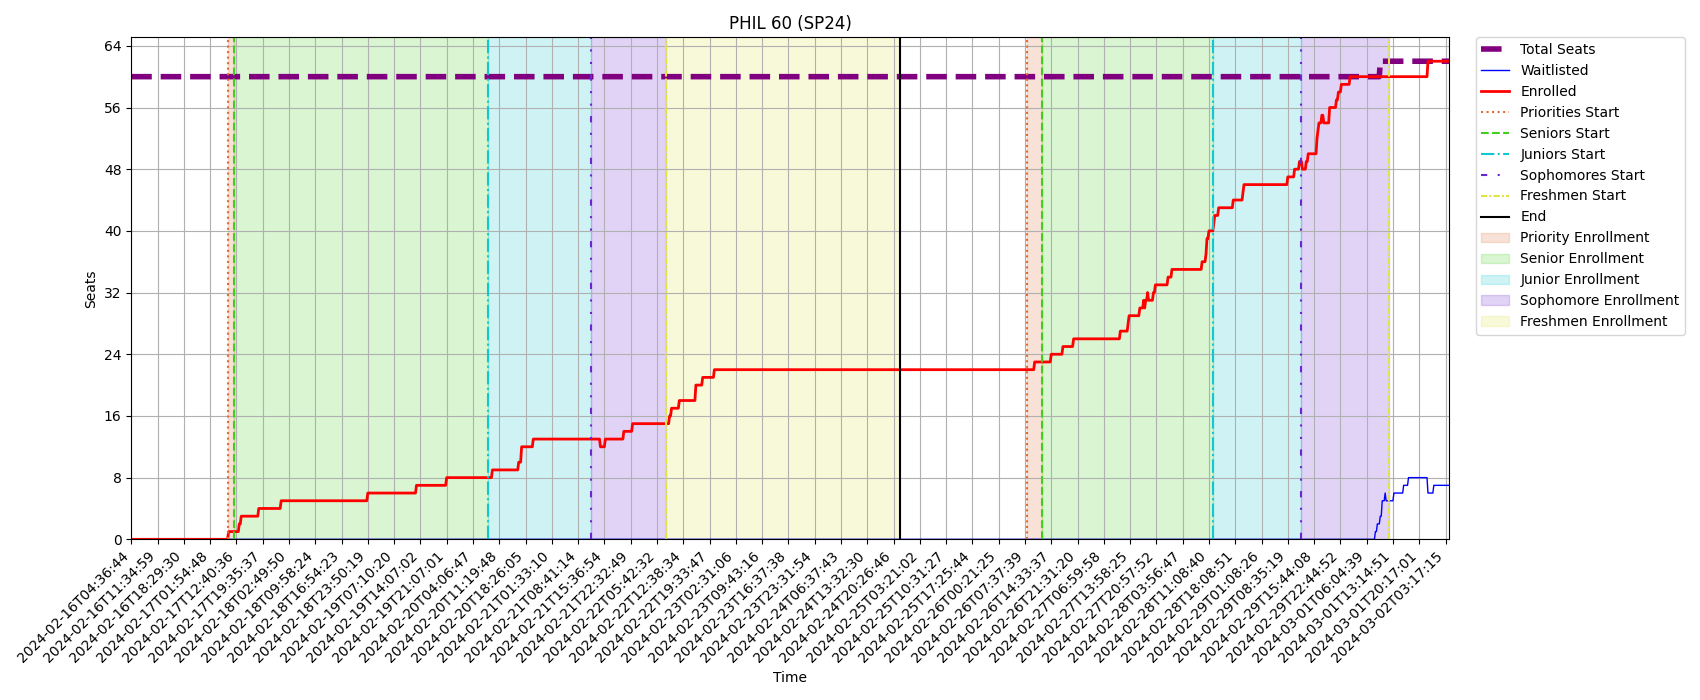 PHIL 60 (SP24)
64
56
48
40
32
24
16
8
0
Seats
2024-02-16T04:36:44
2024-02-16T11:34:59
2024-02-16T18:29:30
2024-02-17T01:54:48
2024-02-17T12:40:36
2024-02-17T19:35:37
2024-02-18T02:49:50
2024-02-18T09:58:24
2024-02-18T16:54:23
2024-02-18T23:50:19
2024-02-19T07:10:20
2024-02-19T14:07:02
2024-02-19T21:07:01
2024-02-20T04:06:47
2024-02-20T11:19:48
2024-02-20T18:26:05
2024-02-21T01:33:10
2024-02-21T08:41:14
2024-02-21T15:36:54
2024-02-21T22:32:49
2024-02-22T05:42:32
2024-02-22T12:38:34
2024-02-22T19:33:47
2024-02-23T02:31:06
2024-02-23T09:43:16
2024-02-23T16:37:38
2024-02-23T23:31:54
2024-02-24T06:37:43
2024-02-24T13:32:30
2024-02-24T20:26:46
2024-02-25T03:21:02
2024-02-25T10:31:27
2024-02-25T17:25:44
2024-02-26T00:21:25
2024-02-26T07:37:39
2024-02-26T14:33:37
2024-02-26T21:31:20
2024-02-27T06:59:58
2024-02-27T13:58:25
2024-02-27T20:57:52
2024-02-28T03:56:47
2024-02-28T11:08:40
2024-02-28T18:08:51
2024-02-29T01:08:26
2024-02-29T08:35:19
2024-02-29T15:44:08
2024-02-29T22:44:52
2024-03-01T06:04:39
2024-03-01T13:14:51
2024-03-01T20:17:01
2024-03-02T03:17:15
Time
Total Seats
Waitlisted
Enrolled
Priorities Start
Seniors Start
Juniors Start
Sophomores Start
Freshmen Start
End
Priority Enrollment
Senior Enrollment
Junior Enrollment
Sophomore Enrollment
Freshmen Enrollment